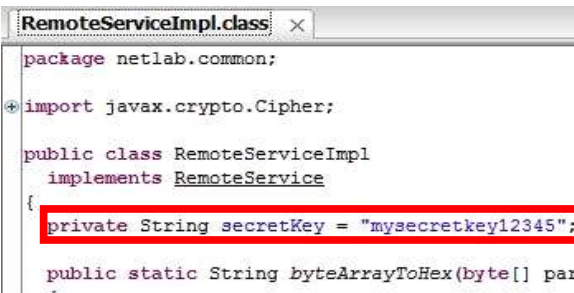 RemoteServiceImpl.class
package netlab.common;
import javax.crypto.Cipher;
public class RemoteServiceImpl
implements RemoteService
{
private String secretKey = "mysecretkey12345";
public static String byteArrayToHex(byte[] par